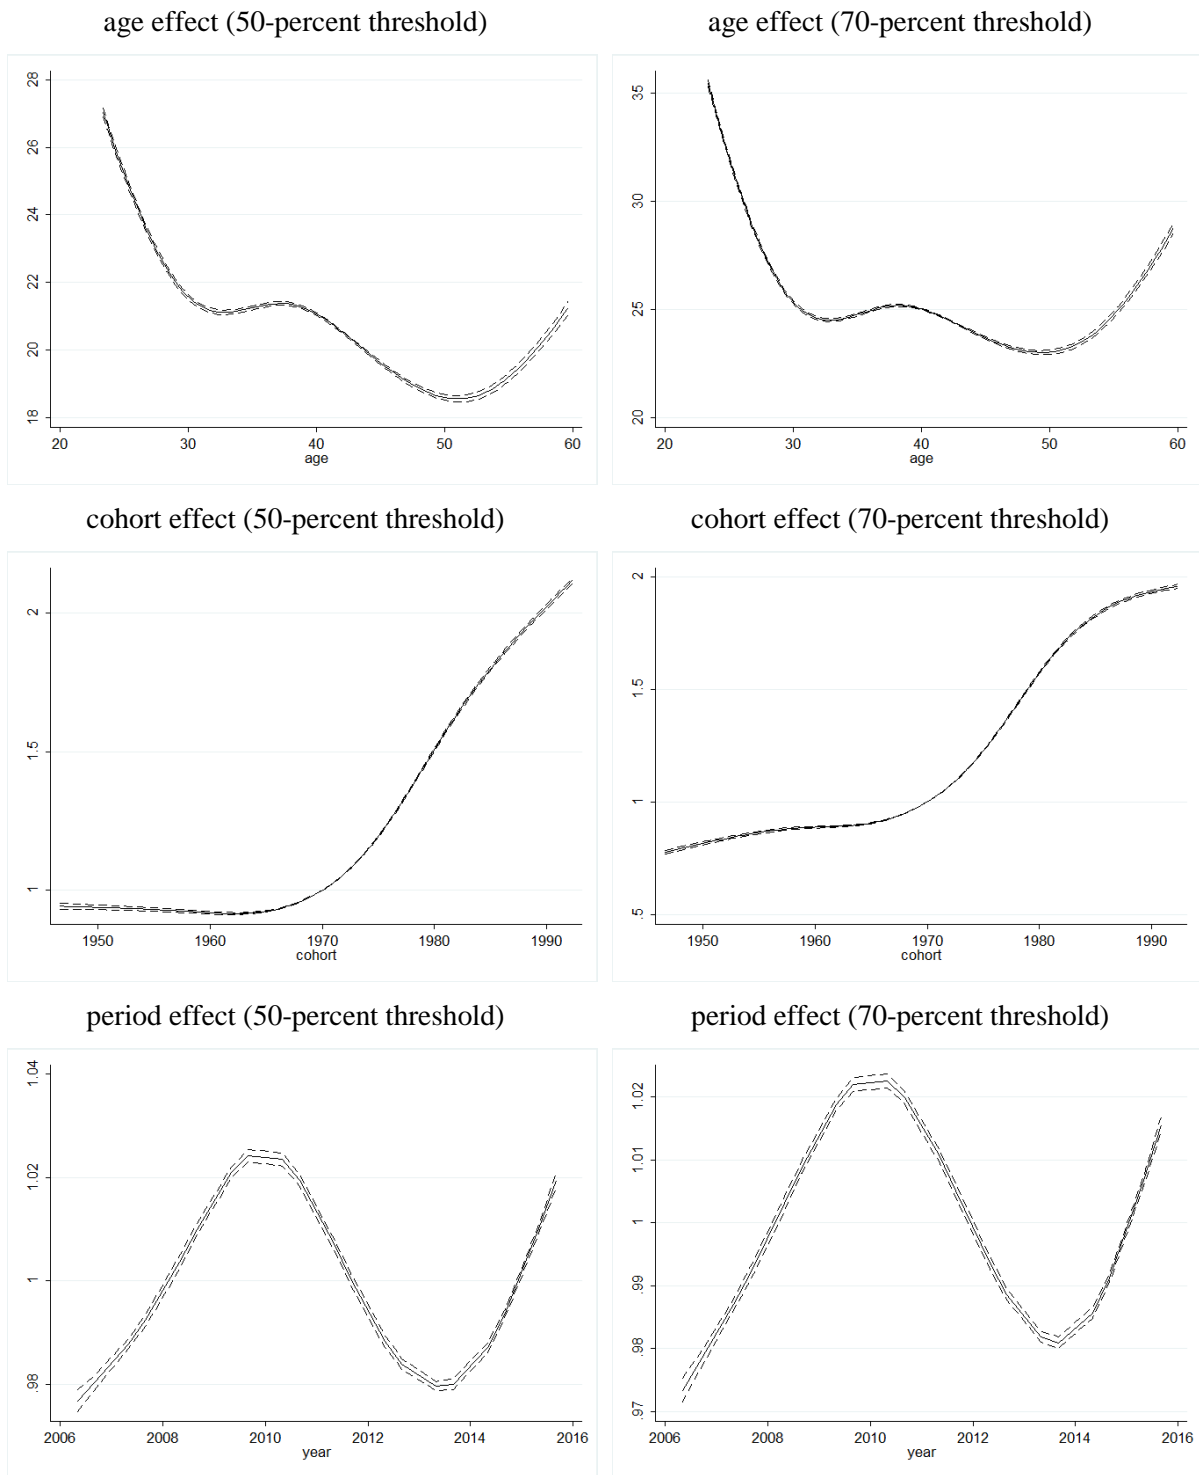 age effect (50-percent threshold)
28
26
24
22
20
18
20 30 40 50 60
age
age effect (70-percent threshold)
35
30
25
20
20 30 40 50 60
age
cohort effect (50-percent threshold)
2
1.5
1
1950 1960 1970 1980 1990
cohort
cohort effect (70-percent threshold)
2
1.5
1
.5
1950 1960 1970 1980 1990
cohort
period effect (50-percent threshold)
1.04
1.02
1
.98
2006 2008 2010 2012 2014 2016
year
period effect (70-percent threshold)
1.02
1.01
1
.99
.98
.97
2006 2008 2010 2012 2014 2016
year